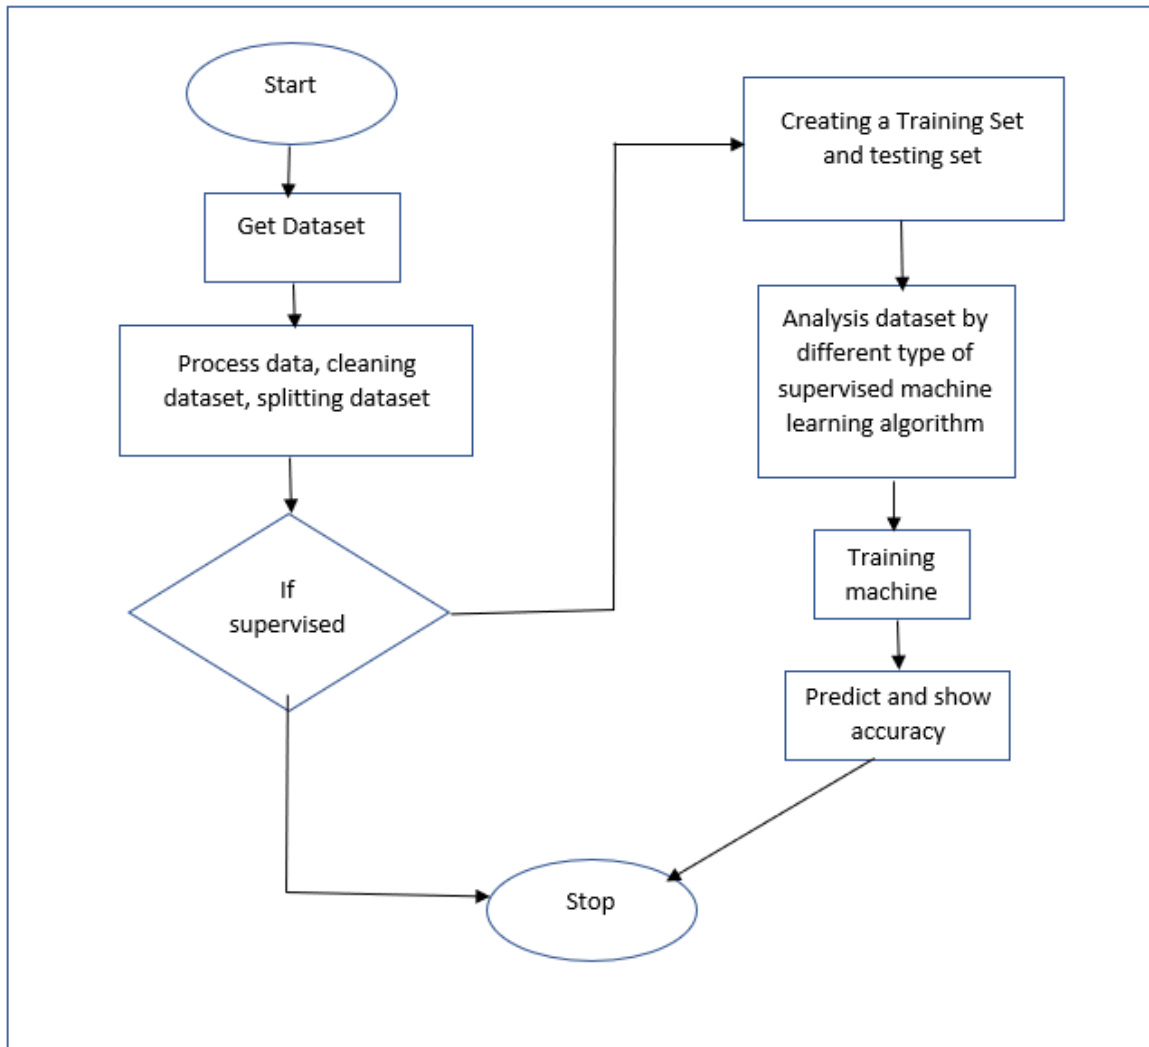 Start
Get Dataset
Process data, cleaning
dataset, splitting dataset
If
supervised
Creating a Training Set
and testing set
Analysis dataset by
different type of
supervised machine
learning algorithm
Training
machine
Predict and show
accuracy
Stop